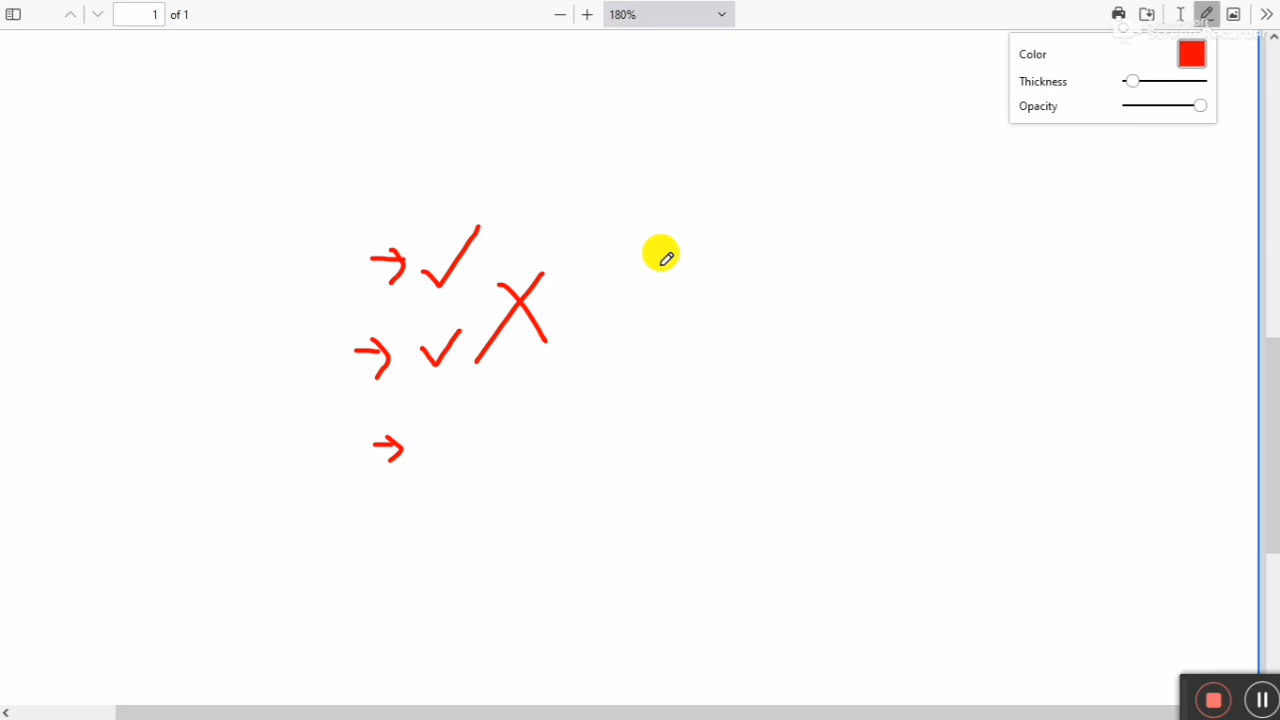 1 of 1 180%
Color
Thickness
Opacity
→ ✓
X
→ ✓
→